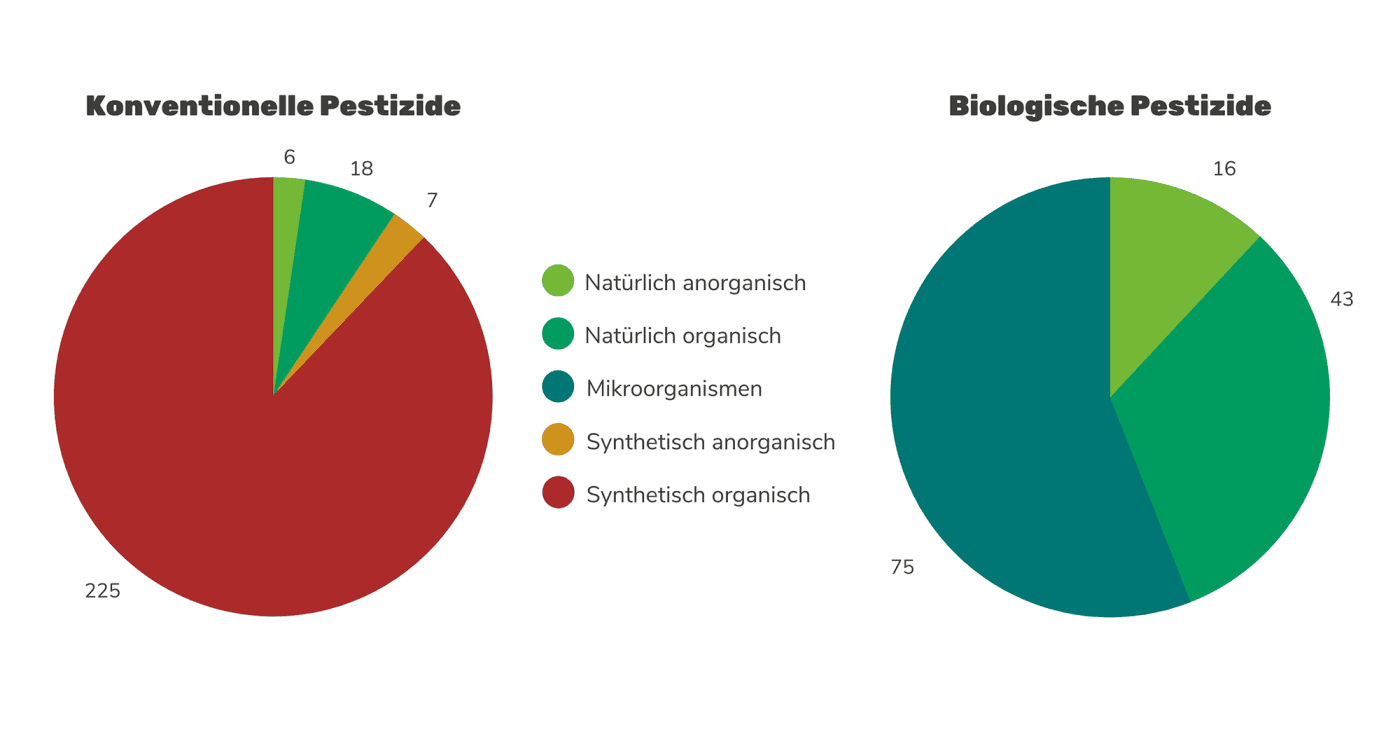 Konventionelle Pestizide
6
18
7
225
Natürlich anorganisch
Natürlich organisch
Mikroorganismen
Synthetisch anorganisch
Synthetisch organisch
Biologische Pestizide
16
43
75